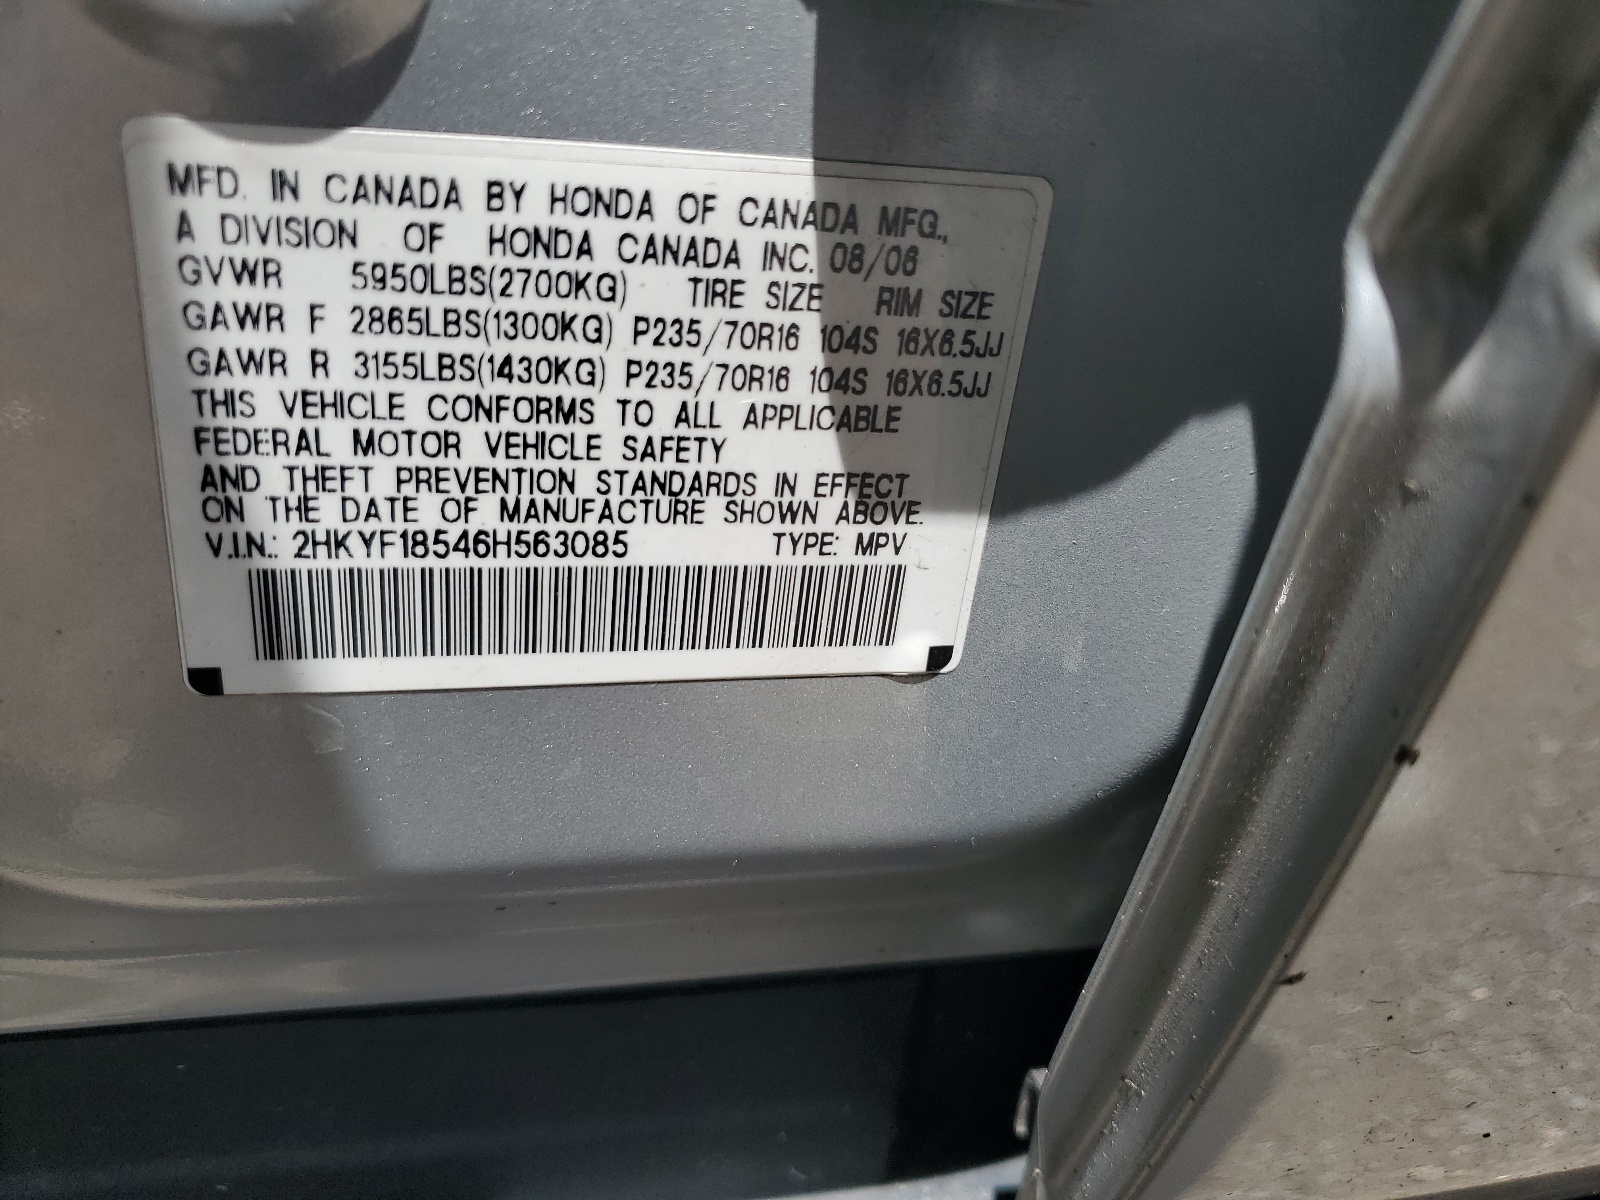 MFD. IN CANADA BY HONDA OF CANADA MFG.,
A DIVISION OF HONDA CANADA INC. 08/06
GVWR 5950LBS(2700KG) TIRE SIZE RIM SIZE
GAWR F 2865LBS(1300KG) P235/70R16 104S 16X6.5JJ
GAWR R 3155LBS(1430KG) P235/70R16 104S 16X6.5JJ
THIS VEHICLE CONFORMS TO ALL APPLICABLE
FEDERAL MOTOR VEHICLE SAFETY
AND THEFT PREVENTION STANDARDS IN EFFECT
ON THE DATE OF MANUFACTURE SHOWN ABOVE.
V.I.N.: 2HKYF18546H563085 TYPE: MPV